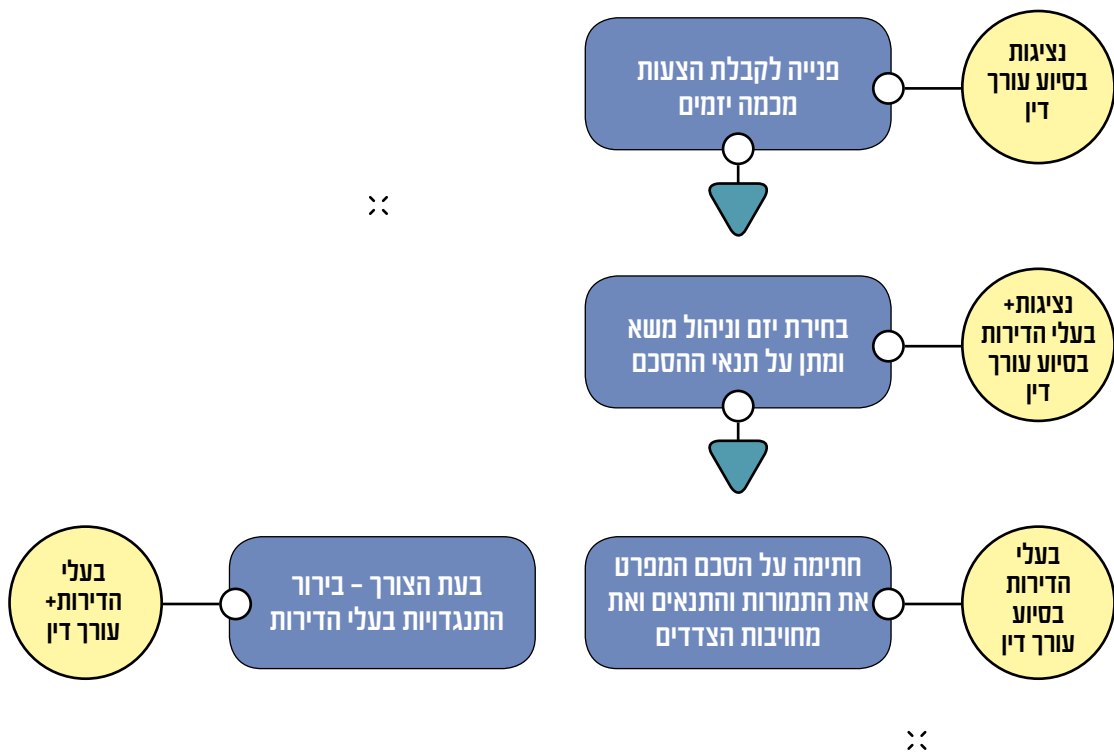 פנייה לקבלת הצעות
מכמה יזמים
נציגות
בסיוע עורך
דין
בחירת יזם וניהול משא
ומתן על תנאי ההסכם
נציגות+
בעלי הדירות
בסיוע עורך
דין
בעלי
הדירות
בסיוע
עורך דין
חתימה על הסכם המפרט
את התמורות והתנאים ואת
מחויבות הצדדים
בעת הצורך - בירור
התנגדויות בעלי הדירות
בעלי
הדירות+
עורך דין